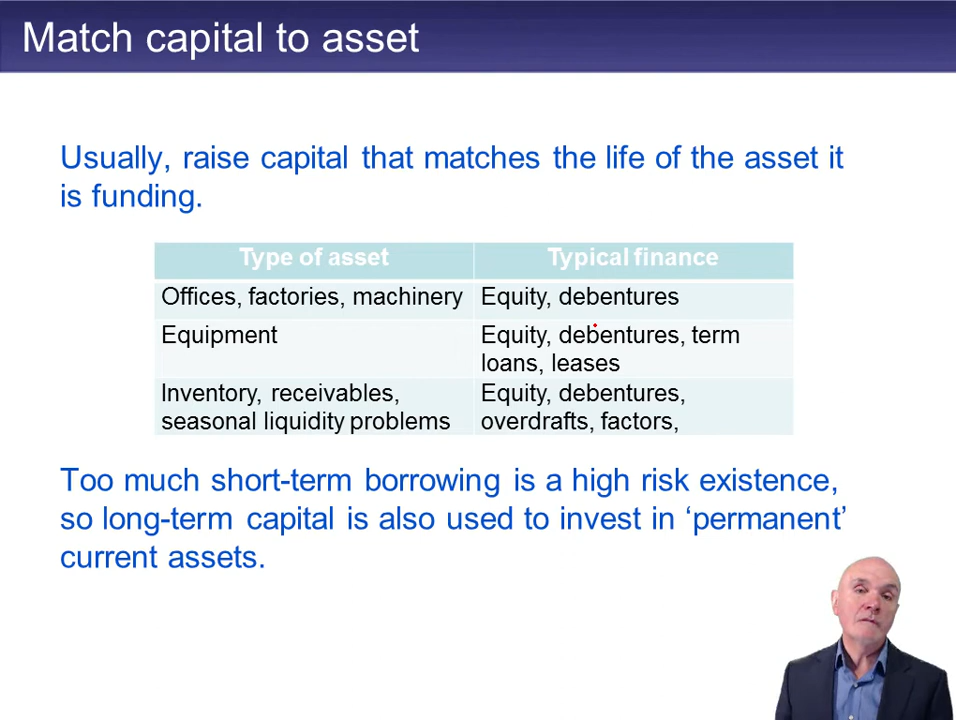 Match capital to asset
Usually, raise capital that matches the life of the asset it
is funding.
Type of asset
Typical finance
Offices, factories, machinery
Equity, debentures
Equipment
Equity, debentures, term
loans, leases
Inventory, receivables,
seasonal liquidity problems
Equity, debentures,
overdrafts, factors,
Too much short-term borrowing is a high risk existence,
so long-term capital is also used to invest in ‘permanent’
current assets.